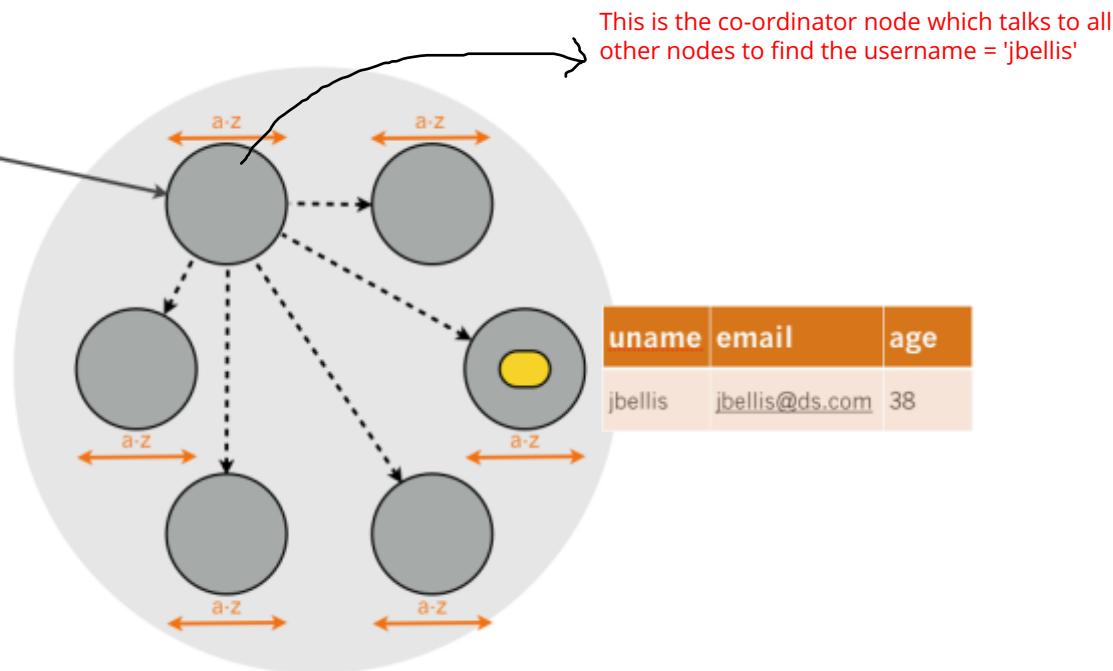 This is the co-ordinator node which talks to all
other nodes to find the username = 'jbellis'
a-z
a-z
uname email age
jbellis jbellis@ds.com 38
a-z
a-z
a-z
a-z